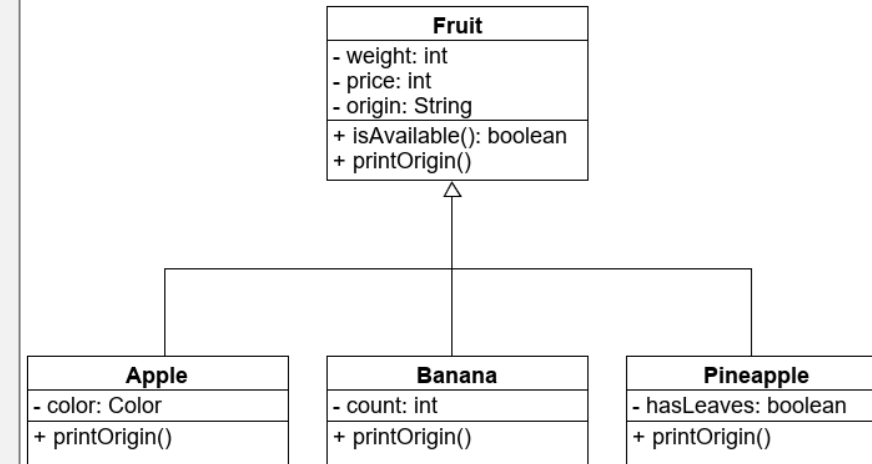 Fruit
- weight: int
- price: int
- origin: String
+ isAvailable(): boolean
+ printOrigin()
Apple
- color: Color
+ printOrigin()
Banana
- count: int
+ printOrigin()
Pineapple
- hasLeaves: boolean
+ printOrigin()